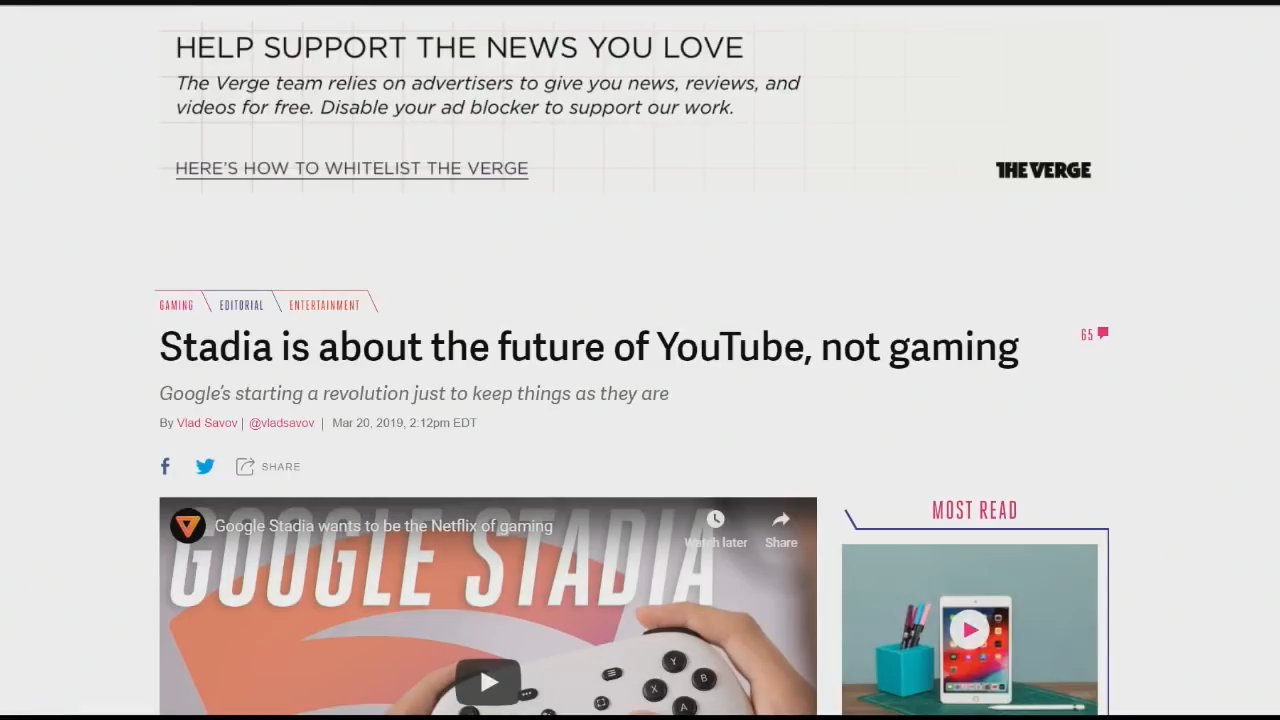 HELP SUPPORT THE NEWS YOU LOVE
The Verge team relies on advertisers to give you news, reviews, and
videos for free. Disable your ad blocker to support our work.
HERE'S HOW TO WHITELIST THE VERGE
THE VERGE
GAMING EDITORIAL ENTERTAINMENT
Stadia is about the future of YouTube, not gaming
65
Google's starting a revolution just to keep things as they are
By Vlad Savov | @vladsavov | Mar 20, 2019, 2:12pm EDT
SHARE
Google Stadia wants to be the Netflix of gaming
Watch later
Share
GOOGLE STADIA
Y
B
X
A
MOST READ